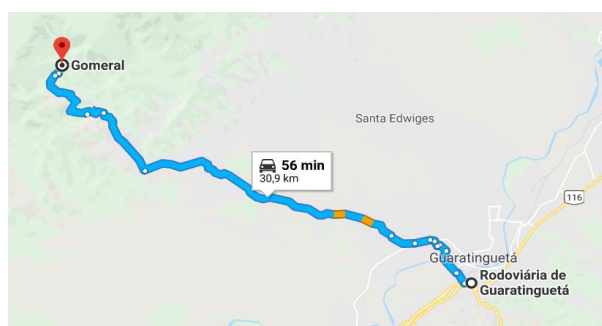 Gomeral
Santa Edwiges
56 min
30,9 km
116
Guaratinguetá
Rodoviária de
Guaratinguetá